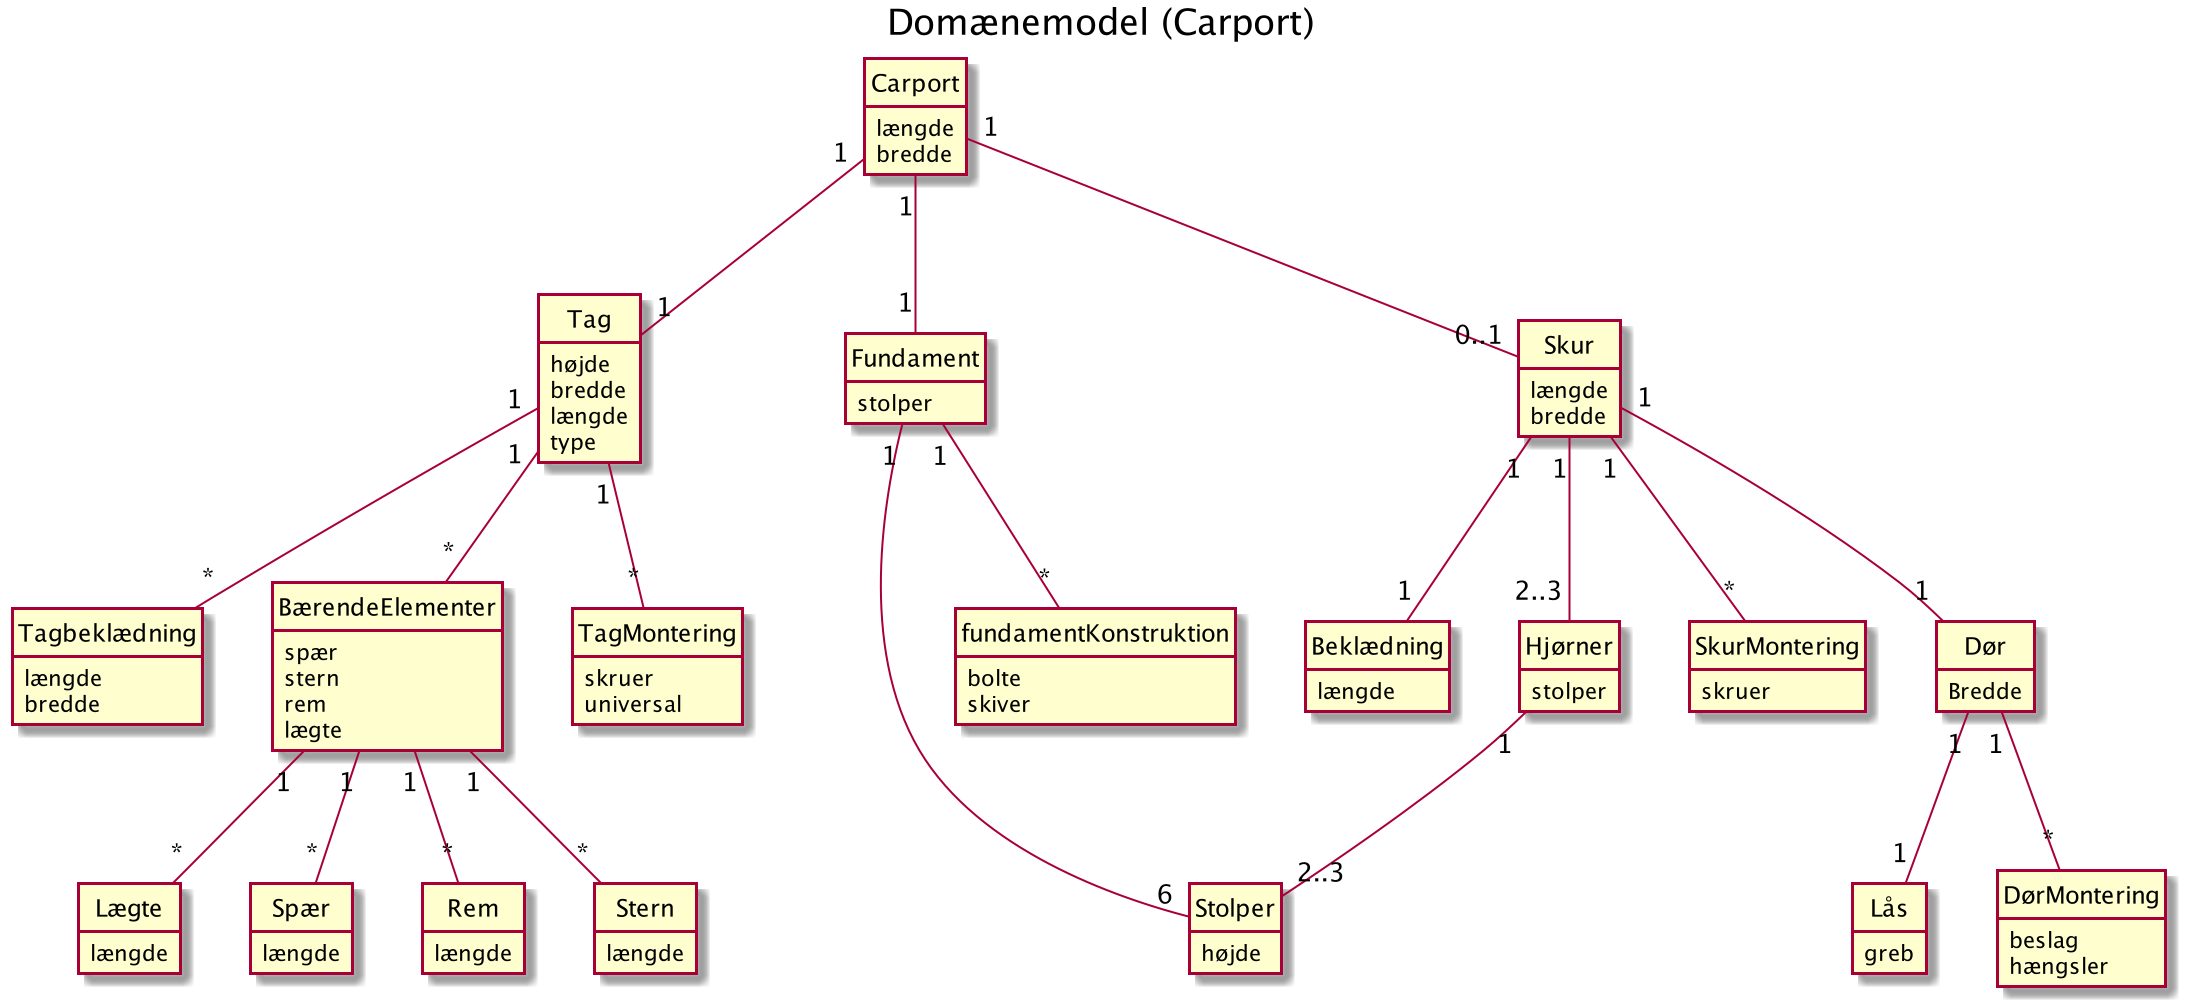 Domænemodel (Carport)
Carport
længde
bredde
1
1
1
1
1
0..1
Tag
højde
bredde
længde
type
Fundament
stolper
Skur
længde
bredde
1
1
1
1
1
1
1
1
1
*
*
*
*
1
2..3
*
1
Tagbeklædning
længde
bredde
BærendeElementer
spær
stern
rem
lægte
TagMontering
skruer
universal
fundamentKonstruktion
bolte
skiver
Beklædning
længde
Hjørner
stolper
SkurMontering
skruer
Dør
Bredde
1
1
1
1
1
1
1
*
*
*
*
6
2..3
1
*
Lægte
længde
Spær
længde
Rem
længde
Stern
længde
Stolper
højde
Lås
greb
DørMontering
beslag
hængsler